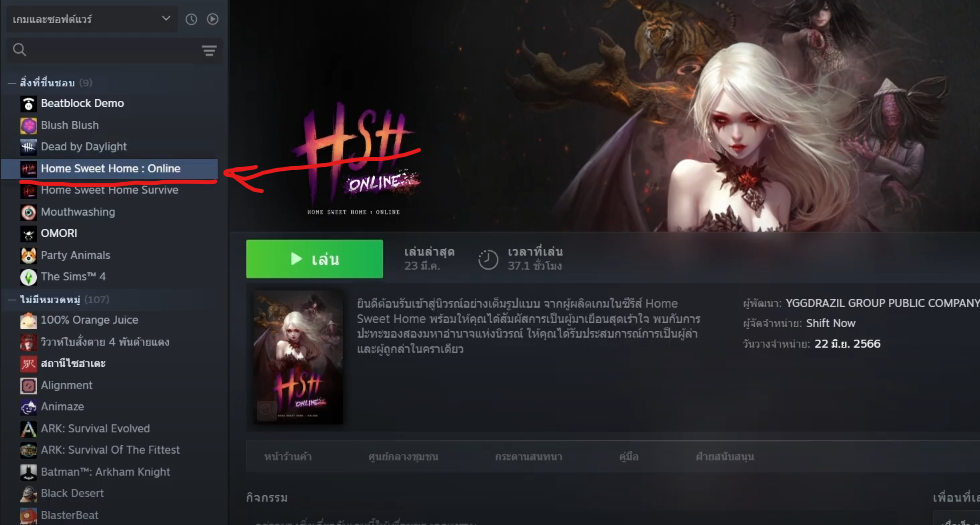 เกมและซอฟต์แวร์
สิ่งที่ชื่นชอบ (9)
Beatblock Demo
Blush Blush
Dead by Daylight
Home Sweet Home : Online
Home Sweet Home Survive
Mouthwashing
OMORI
Party Animals
The Sims™ 4
ไม่มีหมวดหมู่ (107)
100% Orange Juice
วิวาห์ใบสั่งตาย 4 พันด้ายแดง
สถานีไซฮาเตะ
Alignment
Animaze
ARK: Survival Evolved
ARK: Survival Of The Fittest
Batman™: Arkham Knight
Black Desert
BlasterBeat
HSH
ONLINE
HOME SWEET HOME : ONLINE
เล่น
เล่นล่าสุด
23 มี.ค.
เวลาที่เล่น
37.1 ชั่วโมง
HSH
ONLINE
HOME SWEET HOME : ONLINE
ยินดีต้อนรับเข้าสู่นิวรณ์อย่างเต็มรูปแบบ จากผู้ผลิตเกมในซีรีส์ Home
Sweet Home พร้อมให้คุณได้สัมผัสการเป็นผู้มาเยือนสุดเร้าใจ พบกับการ
ปะทะของสองมหาอำนาจแห่งนิวรณ์ ให้คุณได้รับประสบการณ์การเป็นผู้ล่า
และผู้ถูกล่าในคราเดียว
ผู้พัฒนา: YGGDRAZIL GROUP PUBLIC COMPANY
ผู้จัดจำหน่าย: Shift Now
วันวางจำหน่าย: 22 มิ.ย. 2566
หน้าร้านค้า
ศูนย์กลางชุมชน
กระดานสนทนา
คู่มือ
ฝ่ายสนับสนุน
กิจกรรม
เพื่อนที่เล